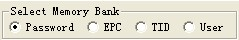 Select Memory Bank
Password EPC TID User